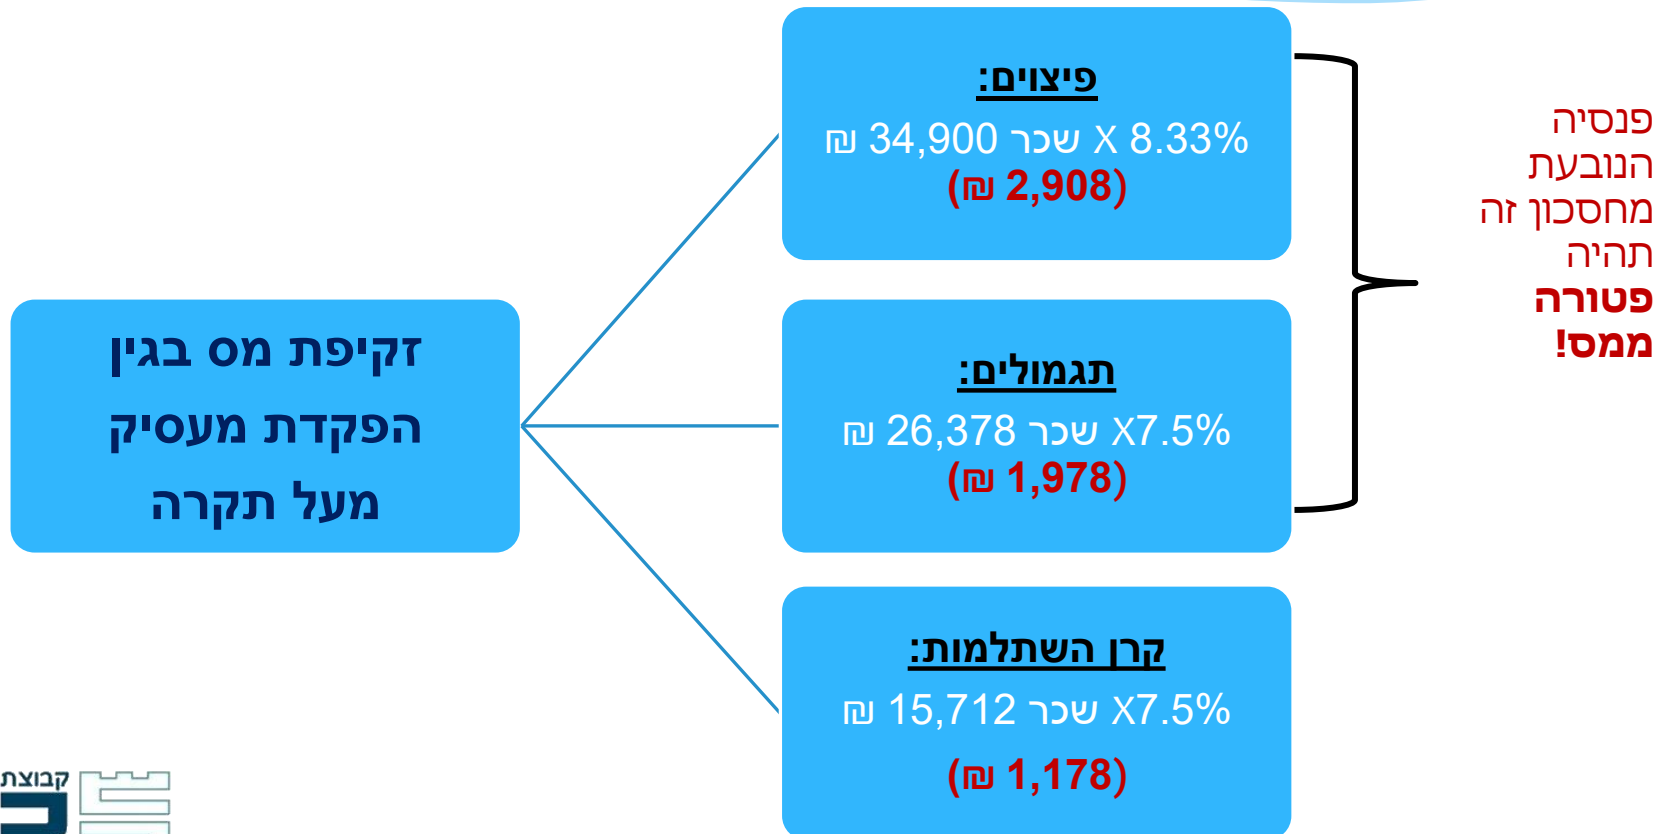 זקיפת מס בגין
הפקדת מעסיק
מעל תקרה
פיצוים:
8.33% X שכר 34,900 ₪
(2,908 ₪)
תגמולים:
7.5%X שכר 26,378 ₪
(1,978 ₪)
קרן השתלמות:
7.5%X שכר 15,712 ₪
(1,178 ₪)
פנסיה
הנובעת
מחסכון זה
תהיה
פטורה
ממס!
קבוצת